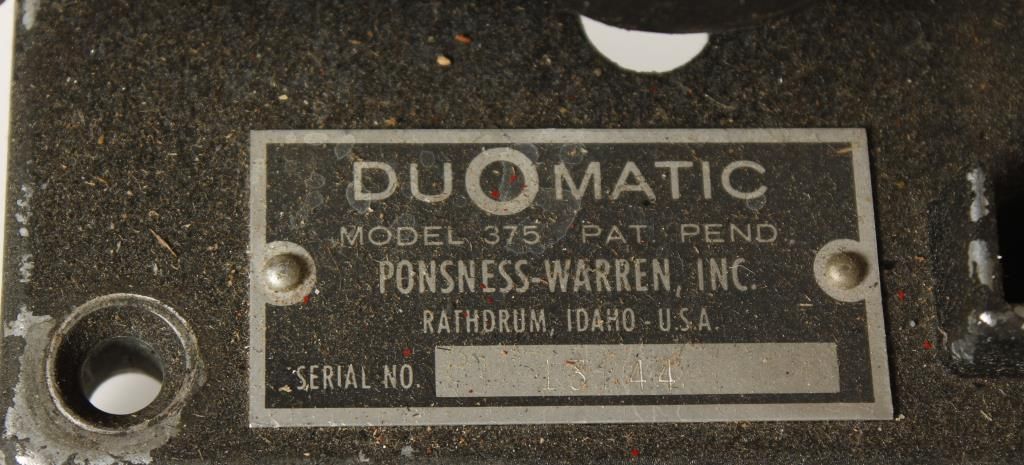 DUOMATIC
MODEL 375 PAT. PEND.
PONSNESS-WARREN, INC.
RATHDRUM, IDAHO - U.S.A.
SERIAL NO.